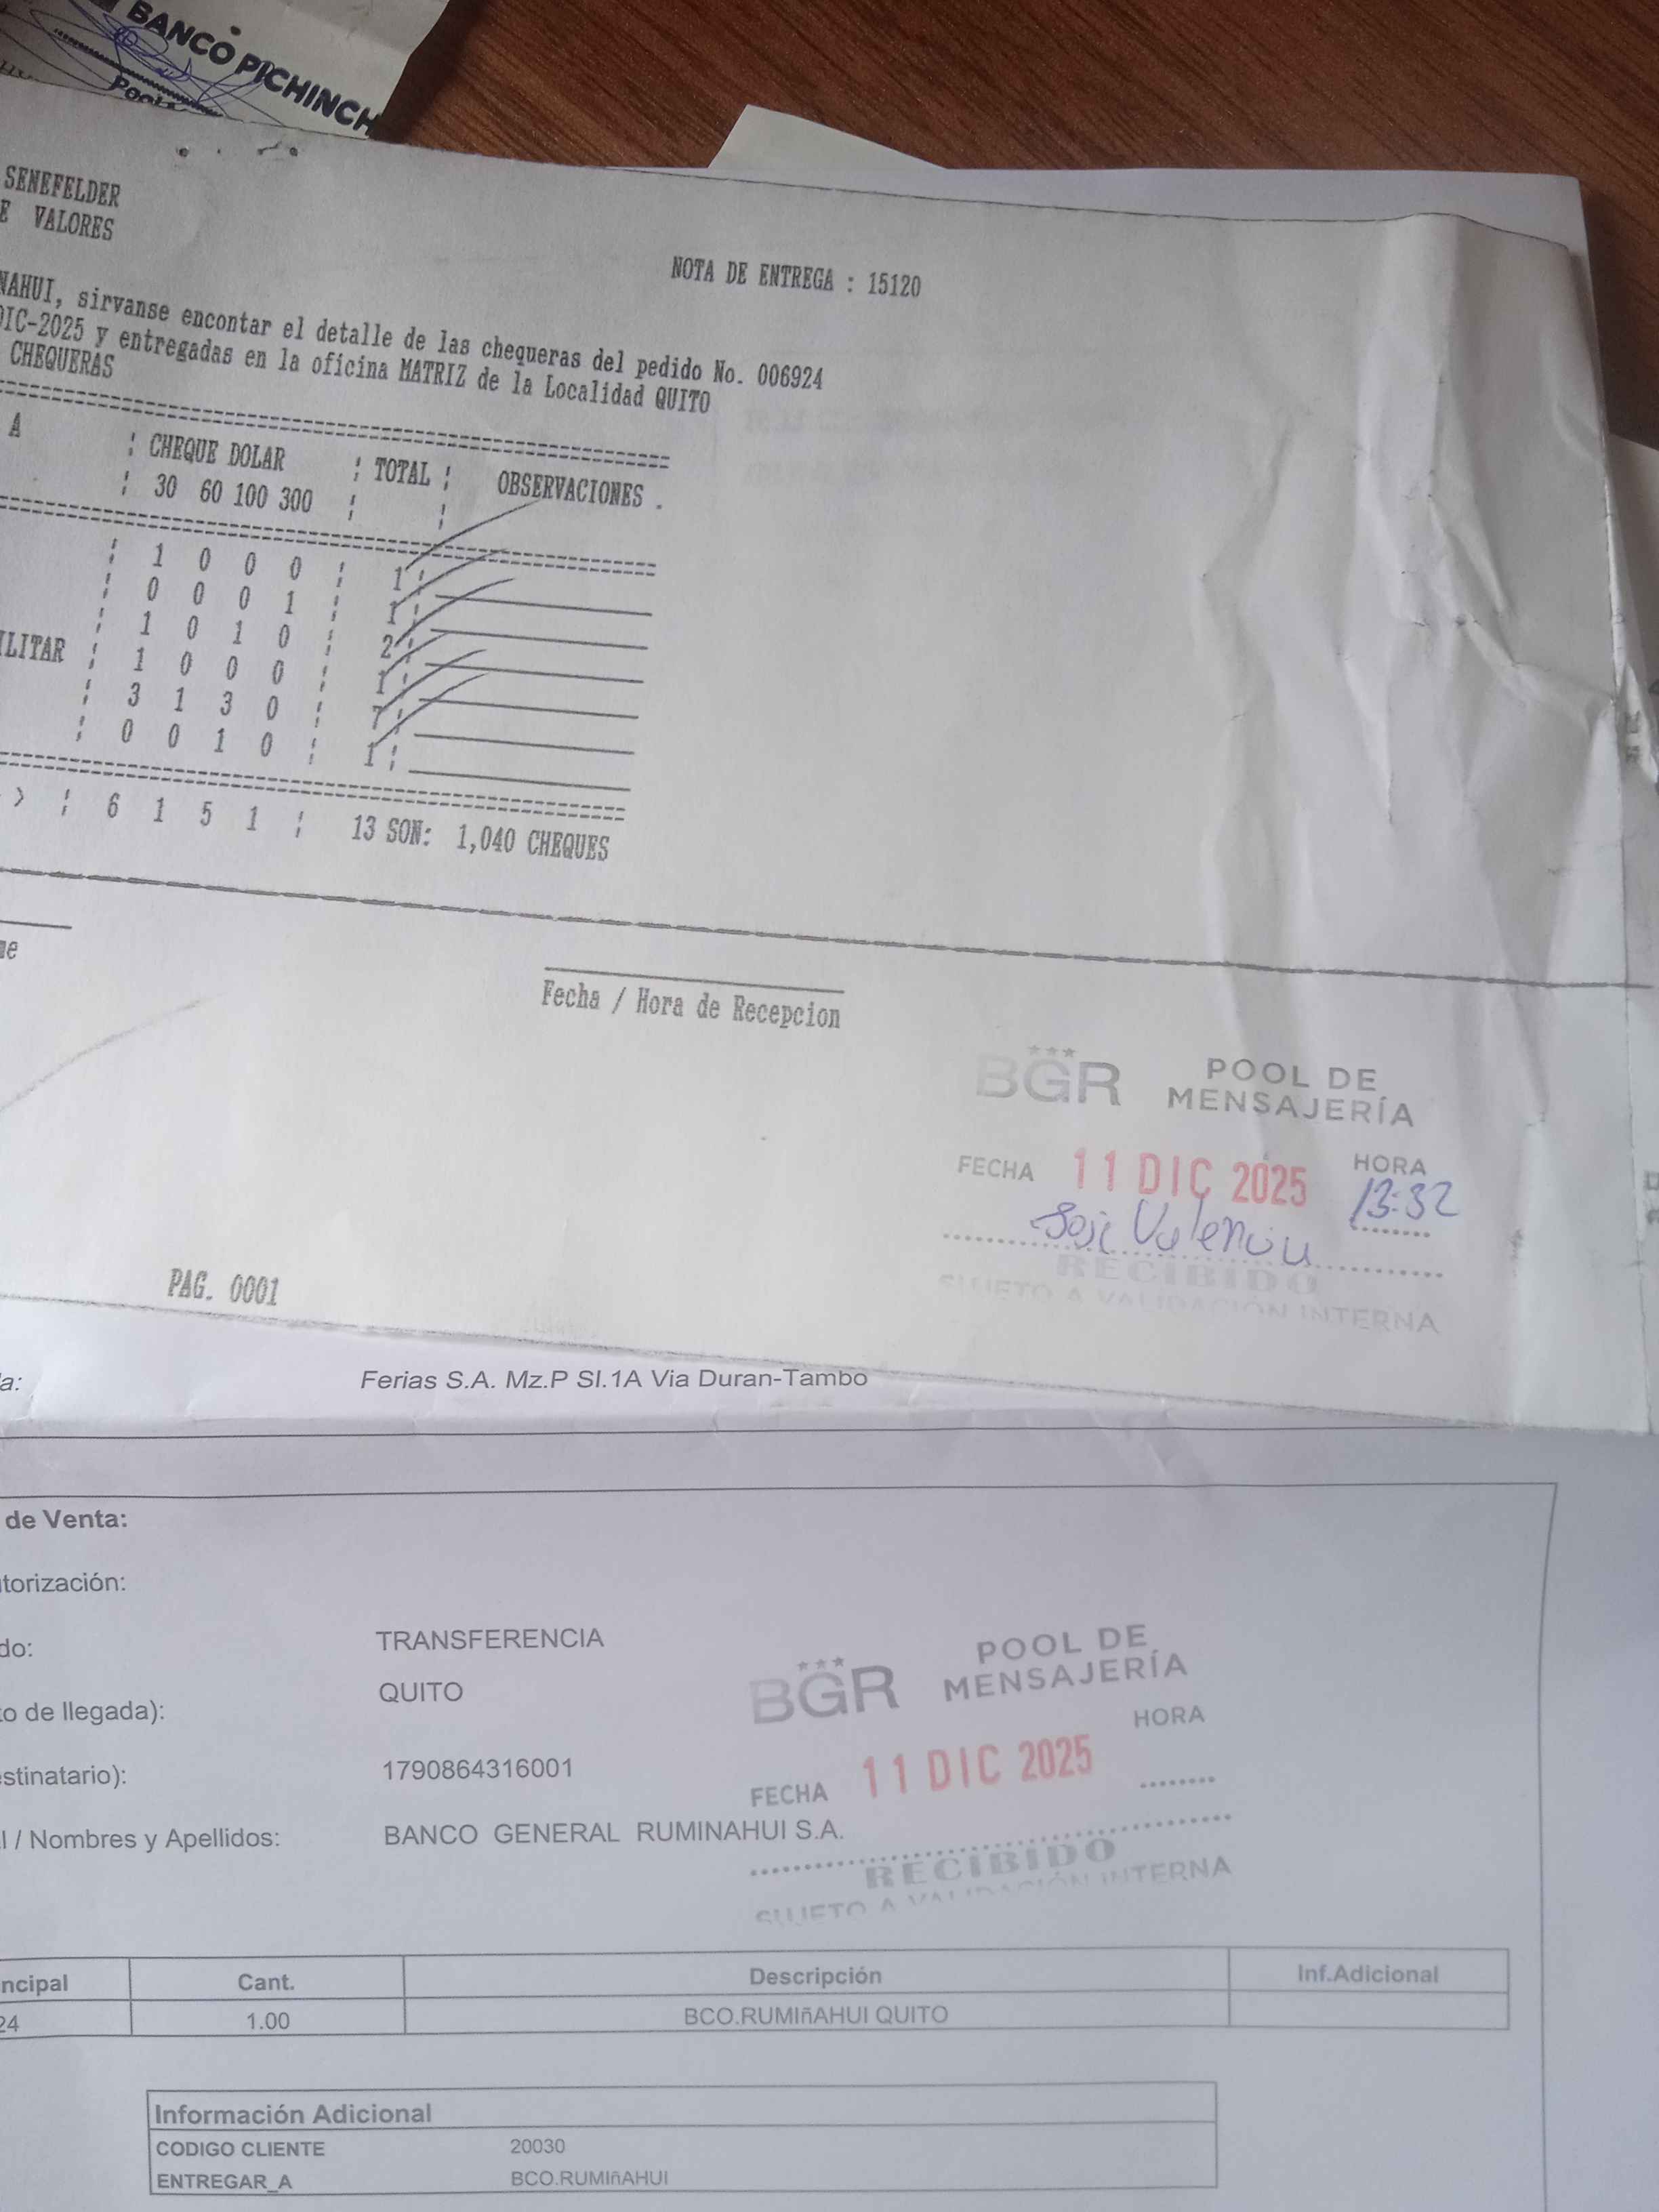 BANCO PICHINCH
SENEFELDER
E VALORES
NOTA DE ENTREGA : 15120
NAHUI, sirvanse encontar el detalle de las chequeras del pedido No. 006924
DIC-2025 y entregadas en la oficina MATRIZ de la Localidad QUITO
CHEQUERAS
A ¦ CHEQUE DOLAR ¦ TOTAL ¦ OBSERVACIONES .
¦ 30 60 100 300 ¦ ¦
¦ 1 0 0 0 ¦ 1 ¦
¦ 0 0 0 1 ¦ 1 ¦
¦ 1 0 1 0 ¦ 2 ¦
ILITAR ¦ 1 0 0 0 ¦ 1 ¦
¦ 3 1 3 0 ¦ 7 ¦
¦ 0 0 1 0 ¦ 1 ¦
> ¦ 6 1 5 1 ¦ 13 SON: 1,040 CHEQUES
me
Fecha / Hora de Recepcion
BGR POOL DE
MENSAJERÍA
FECHA 11 DIC 2025 HORA
13:32
RECIBIDO
SUJETO A VALIDACIÓN INTERNA
PAG. 0001
a: Ferias S.A. Mz.P Sl.1A Via Duran-Tambo
de Venta:
utorización:
do: TRANSFERENCIA
to de llegada): QUITO
estinatario): 1790864316001
l / Nombres y Apellidos: BANCO GENERAL RUMINAHUI S.A.
BGR POOL DE
MENSAJERÍA
HORA
FECHA 11 DIC 2025
RECIBIDO
SUJETO A VALIDACIÓN INTERNA
ncipal Cant. Descripción Inf.Adicional
24 1.00 BCO.RUMIñAHUI QUITO
Información Adicional
CODIGO CLIENTE 20030
ENTREGAR_A BCO.RUMIñAHUI